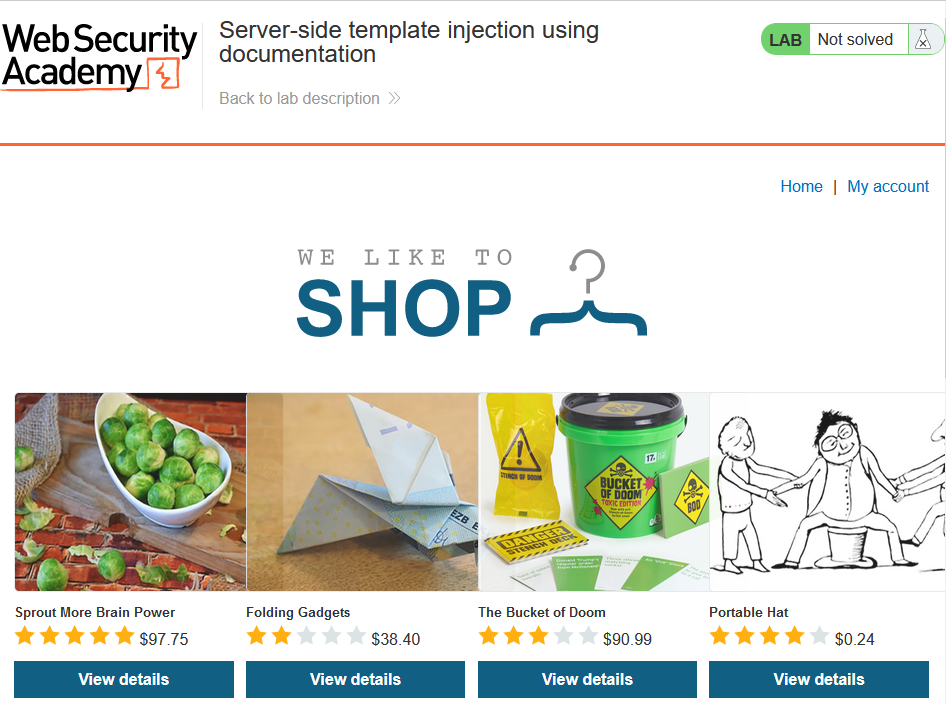 Web Security
Academy
Server-side template injection using
documentation
Back to lab description
LAB
Not solved
Home | My account
WE LIKE TO
SHOP
STENCH OF DOOM
BUCKET
OF DOOM
TOXIC EDITION
DANGER
STENCH DECK
BOD
EZB
Sprout More Brain Power
Folding Gadgets
The Bucket of Doom
Portable Hat
$97.75
$38.40
$90.99
$0.24
View details
View details
View details
View details